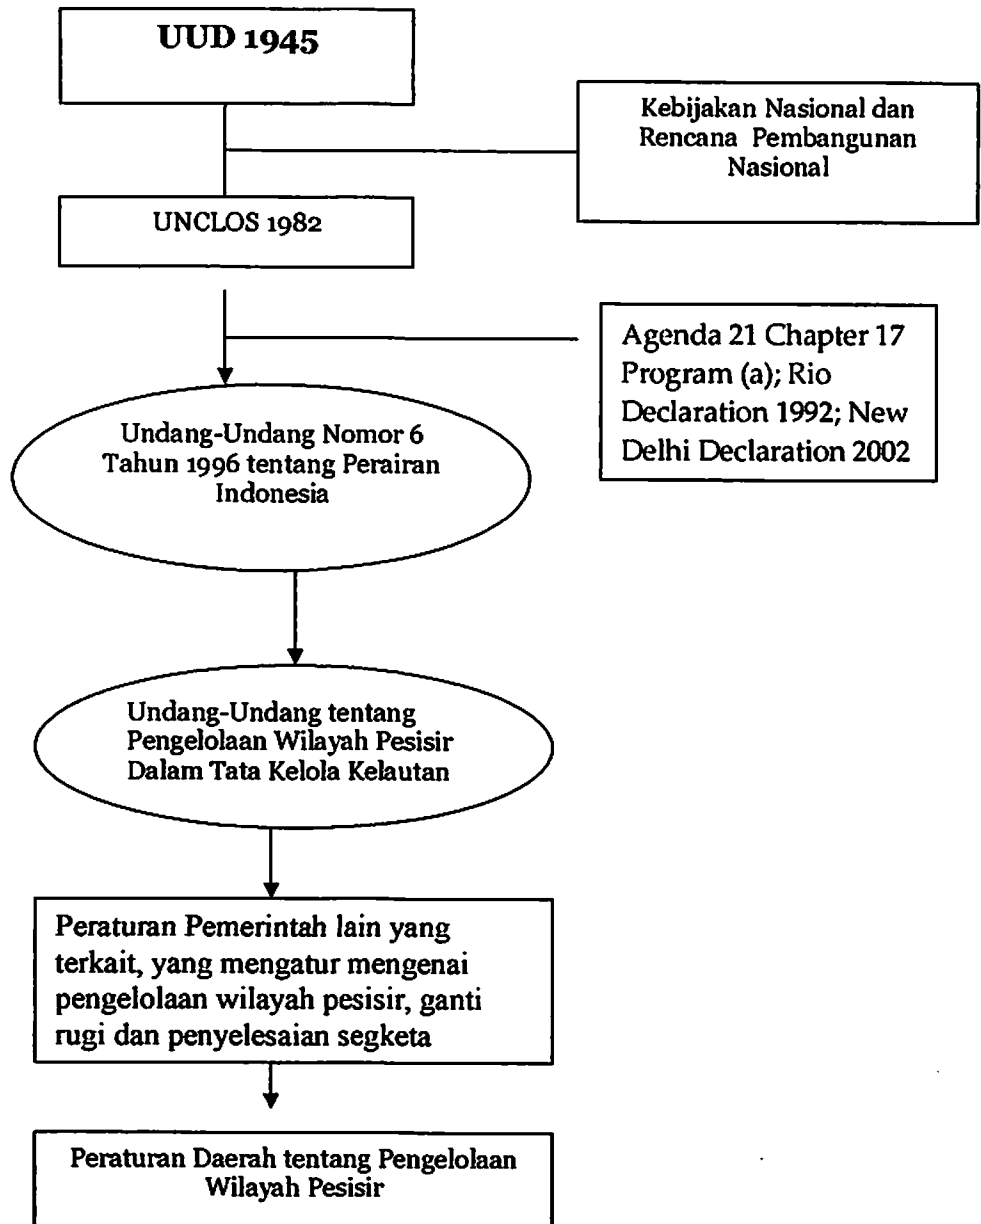 UUD 1945
Kebijakan Nasional dan
Rencana Pembangunan
Nasional
UNCLOS 1982
Agenda 21 Chapter 17
Program (a); Rio
Declaration 1992; New
Delhi Declaration 2002
Undang-Undang Nomor 6
Tahun 1996 tentang Perairan
Indonesia
Undang-Undang tentang
Pengelolaan Wilayah Pesisir
Dalam Tata Kelola Kelautan
Peraturan Pemerintah lain yang
terkait, yang mengatur mengenai
pengelolaan wilayah pesisir, ganti
rugi dan penyelesaian segketa
Peraturan Daerah tentang Pengelolaan
Wilayah Pesisir